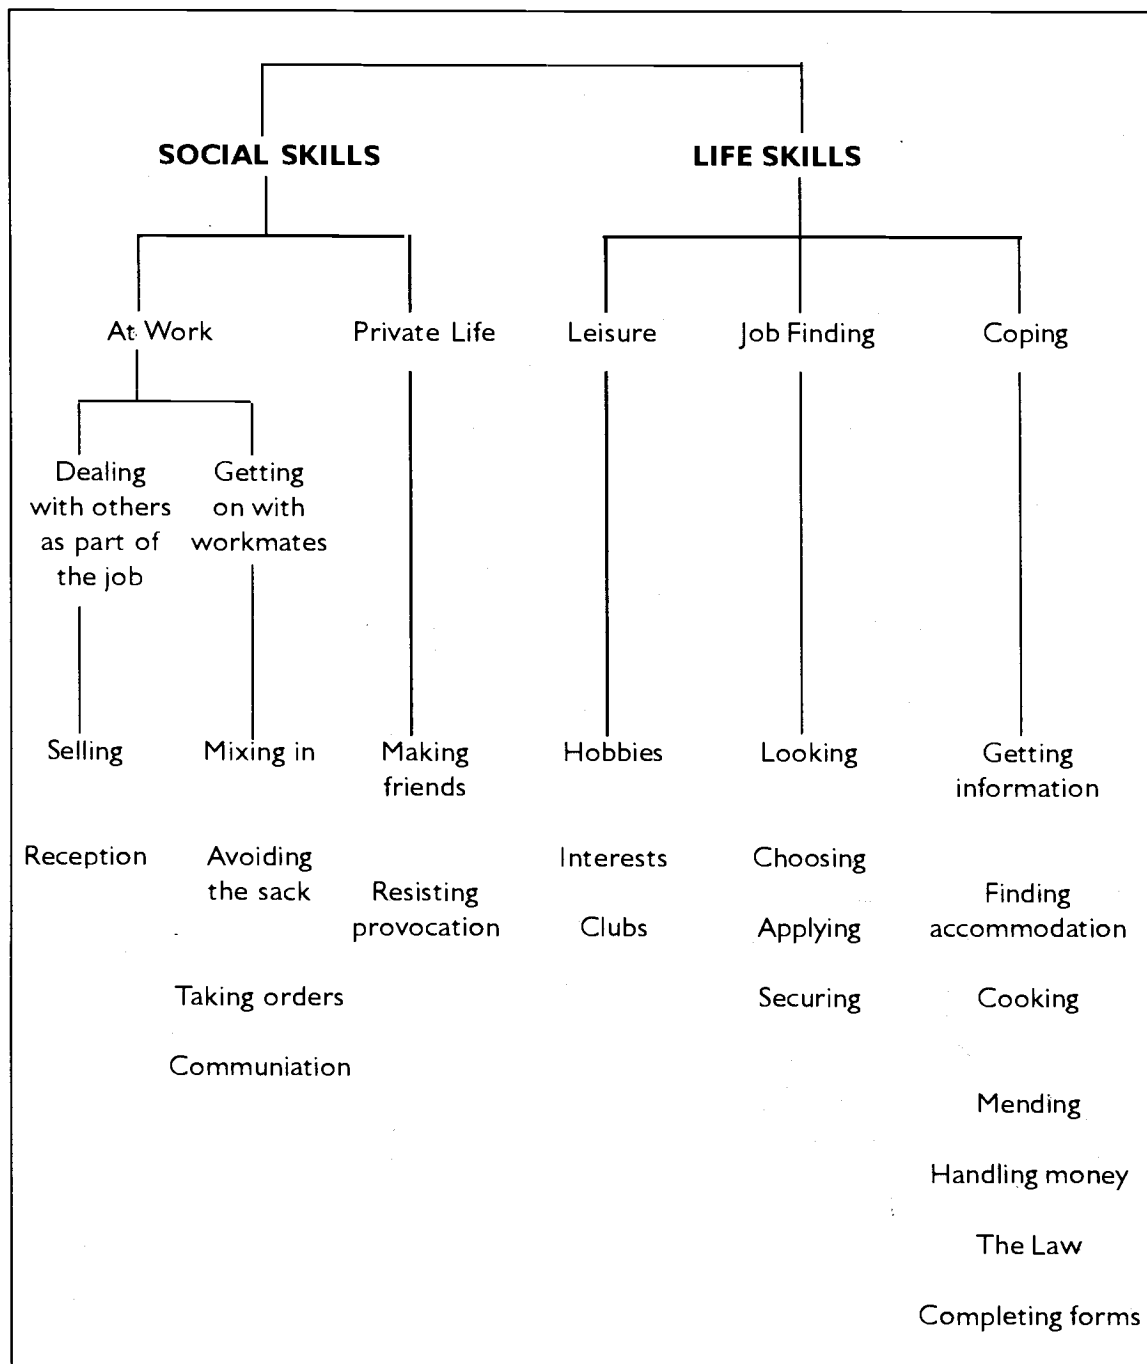 SOCIAL SKILLS
LIFE SKILLS
At Work
Private Life
Leisure
Job Finding
Coping
Dealing
with others
as part of
the job
Getting
on with
workmates
Selling
Reception
Mixing in
Avoiding
the sack
Taking orders
Communiation
Making
friends
Resisting
provocation
Hobbies
Interests
Clubs
Looking
Choosing
Applying
Securing
Getting
information
Finding
accommodation
Cooking
Mending
Handling money
The Law
Completing forms